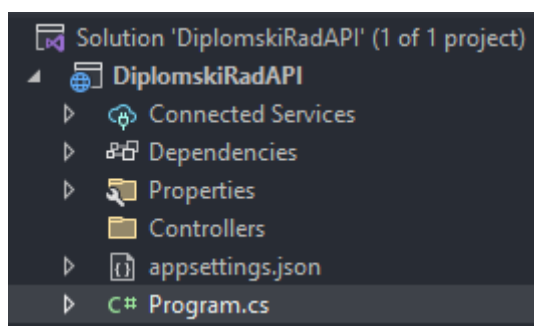 Solution 'DiplomskiRadAPI' (1 of 1 project)
DiplomskiRadAPI
Connected Services
Dependencies
Properties
Controllers
appsettings.json
C# Program.cs